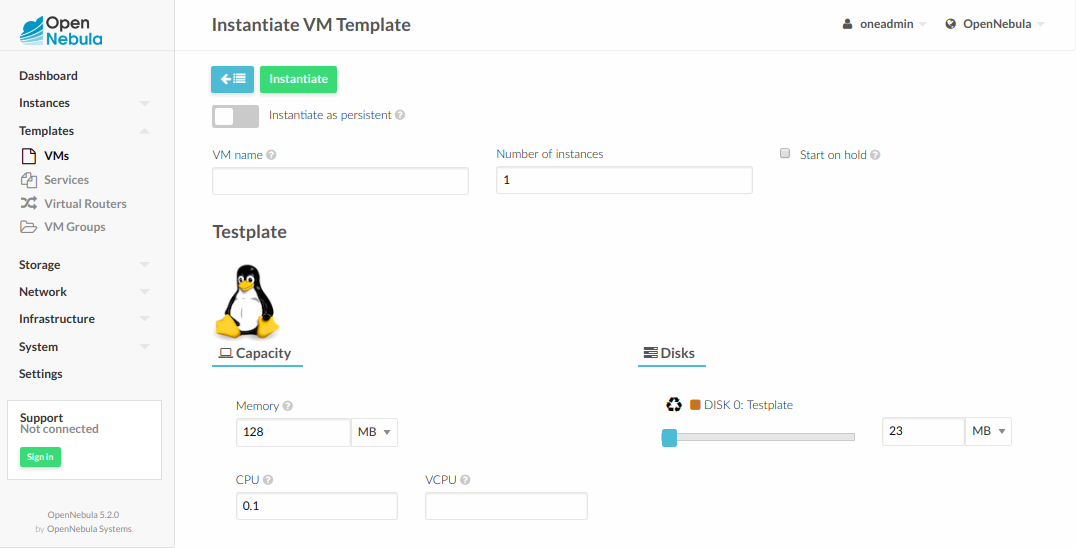 Open
Nebula
Instantiate VM Template
oneadmin
OpenNebula
Dashboard
Instances
Templates
VMs
Services
Virtual Routers
VM Groups
Storage
Network
Infrastructure
System
Settings
Support
Not connected
Sign in
OpenNebula 5.2.0
by OpenNebula Systems.
Instantiate
Instantiate as persistent ?
VM name ?
Number of instances
1
Start on hold ?
Testplate
Capacity
Disks
Memory ?
128
MB
DISK 0: Testplate
23
MB
CPU ?
VCPU ?
0.1